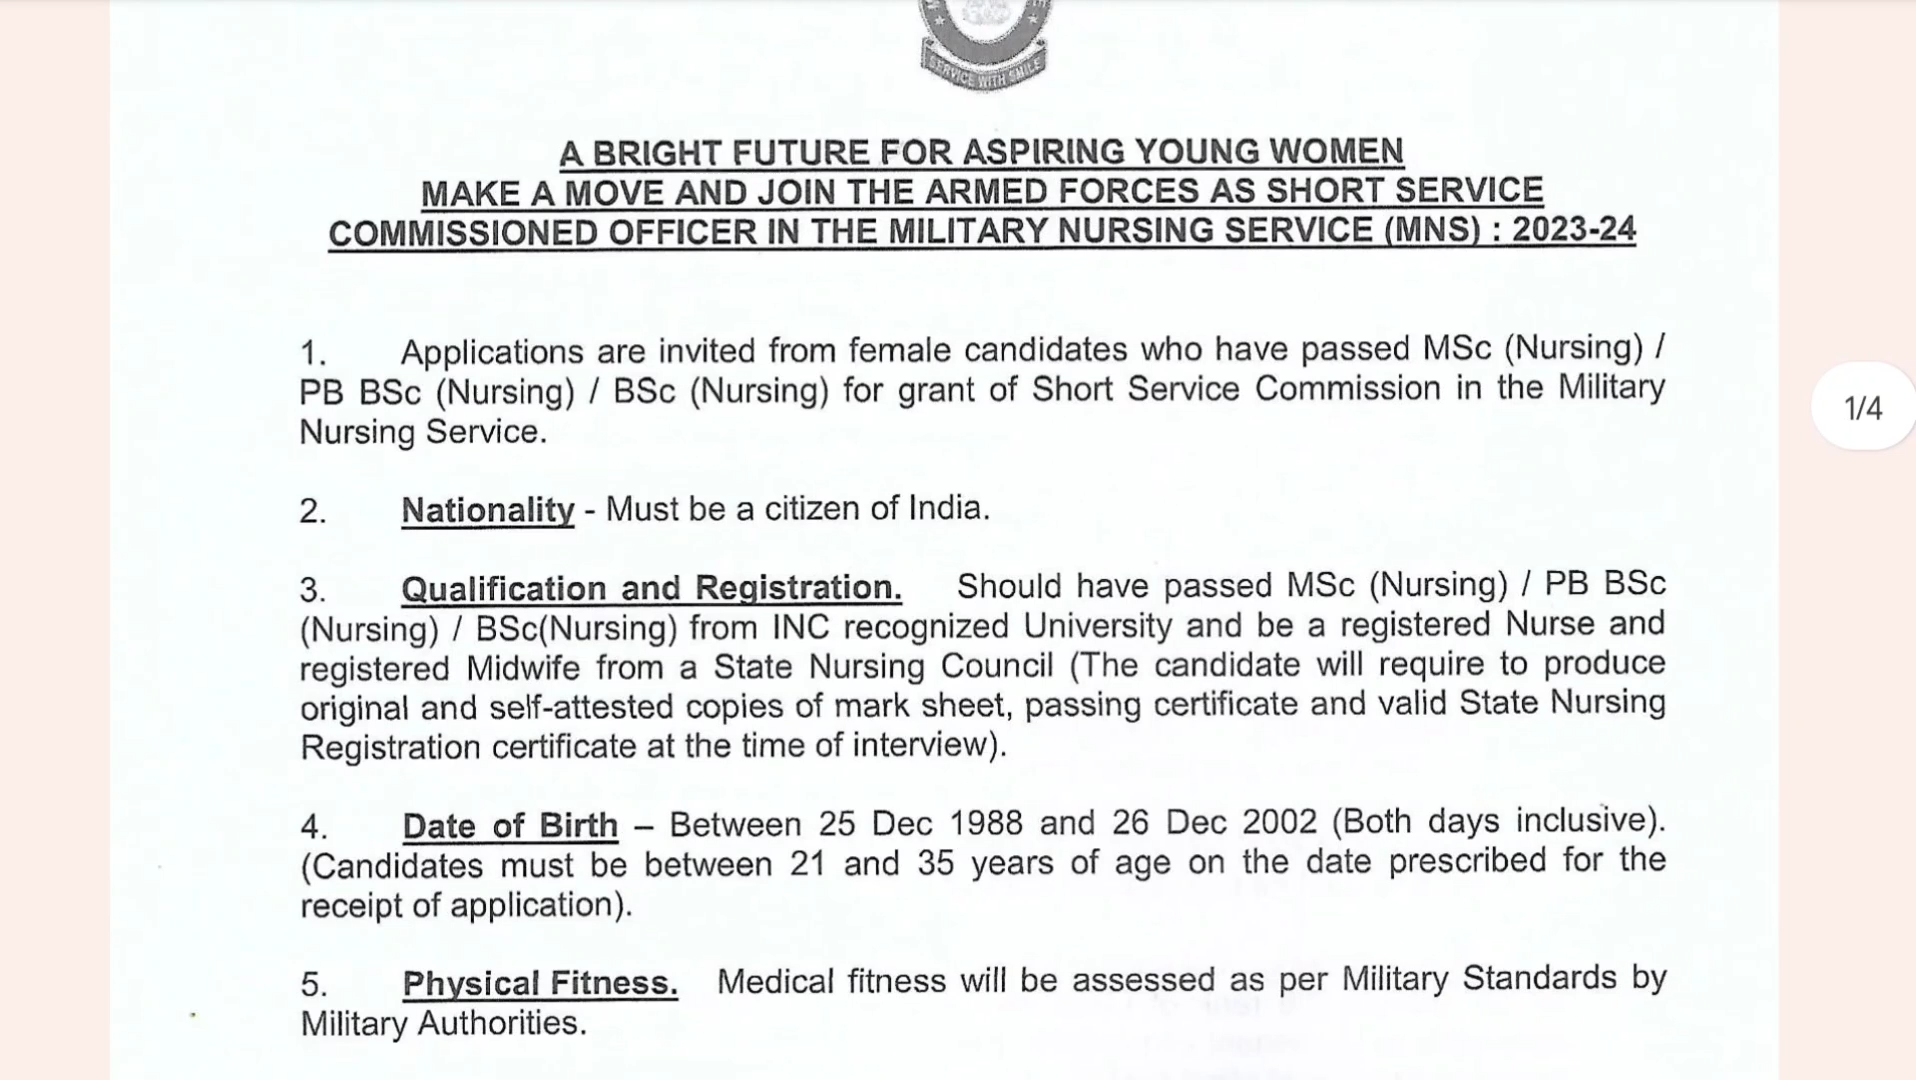 SERVICE WITH SMILE
A BRIGHT FUTURE FOR ASPIRING YOUNG WOMEN
MAKE A MOVE AND JOIN THE ARMED FORCES AS SHORT SERVICE
COMMISSIONED OFFICER IN THE MILITARY NURSING SERVICE (MNS) : 2023-24
1. Applications are invited from female candidates who have passed MSc (Nursing) /
PB BSc (Nursing) / BSc (Nursing) for grant of Short Service Commission in the Military
Nursing Service.
1/4
2. Nationality - Must be a citizen of India.
3. Qualification and Registration. Should have passed MSc (Nursing) / PB BSc
(Nursing) / BSc(Nursing) from INC recognized University and be a registered Nurse and
registered Midwife from a State Nursing Council (The candidate will require to produce
original and self-attested copies of mark sheet, passing certificate and valid State Nursing
Registration certificate at the time of interview).
4. Date of Birth – Between 25 Dec 1988 and 26 Dec 2002 (Both days inclusive).
(Candidates must be between 21 and 35 years of age on the date prescribed for the
receipt of application).
5. Physical Fitness. Medical fitness will be assessed as per Military Standards by
Military Authorities.